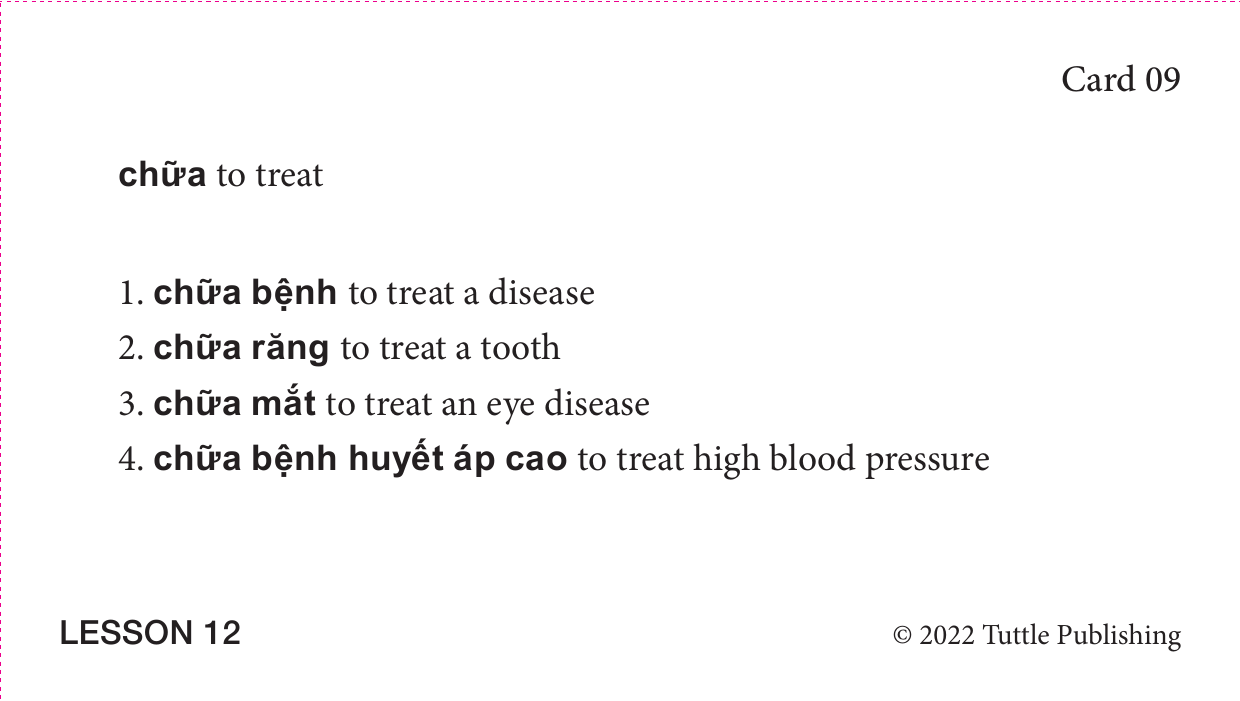 Card 09
chữa to treat
1. chữa bệnh to treat a disease
2. chữa răng to treat a tooth
3. chữa mắt to treat an eye disease
4. chữa bệnh huyết áp cao to treat high blood pressure
LESSON 12
© 2022 Tuttle Publishing